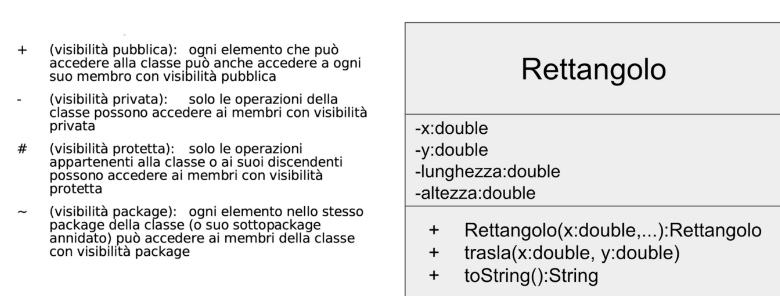 + (visibilità pubblica): ogni elemento che può
accedere alla classe può anche accedere a ogni
suo membro con visibilità pubblica
- (visibilità privata): solo le operazioni della
classe possono accedere ai membri con visibilità
privata
# (visibilità protetta): solo le operazioni
appartenenti alla classe o ai suoi discendenti
possono accedere ai membri con visibilità
protetta
~ (visibilità package): ogni elemento nello stesso
package della classe (o suo sottopackage
annidato) può accedere ai membri della classe
con visibilità package
Rettangolo
-x:double
-y:double
-lunghezza:double
-altezza:double
+ Rettangolo(x:double,...):Rettangolo
+ trasla(x:double, y:double)
+ toString():String